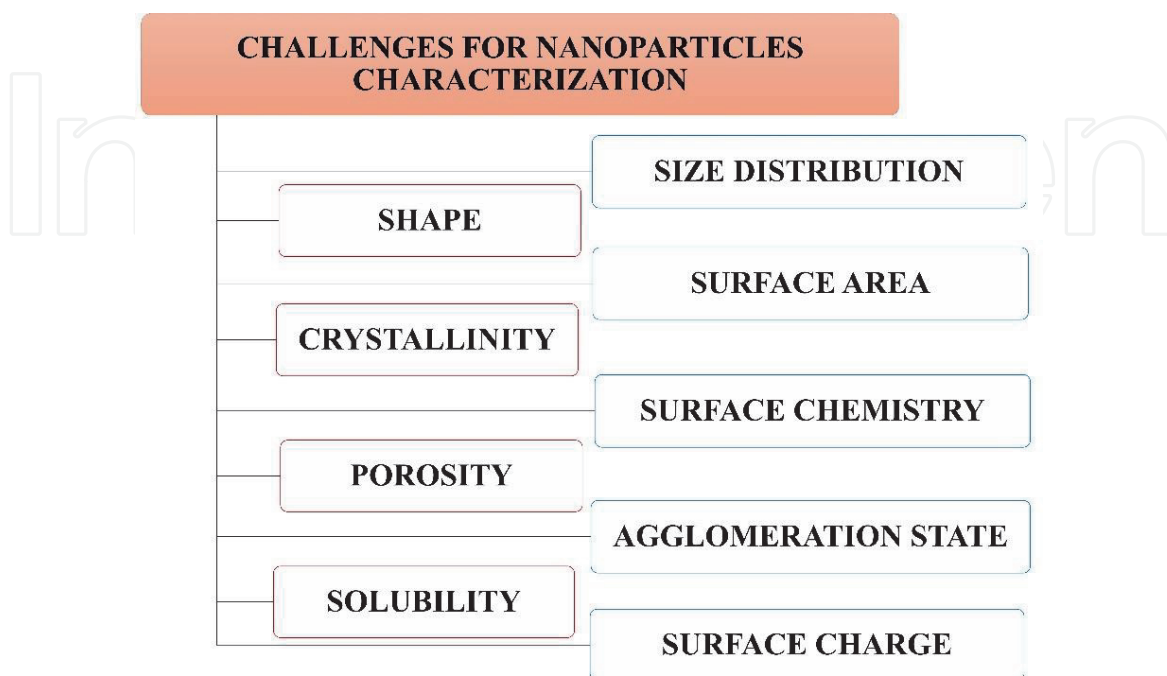 CHALLENGES FOR NANOPARTICLES
CHARACTERIZATION
SIZE DISTRIBUTION
SHAPE
SURFACE AREA
CRYSTALLINITY
SURFACE CHEMISTRY
POROSITY
AGGLOMERATION STATE
SOLUBILITY
SURFACE CHARGE